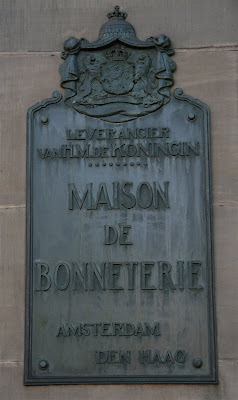 LEVERANCIER
VAN H.M. DE KONINGIN
MAISON
DE
BONNETERIE
AMSTERDAM
DEN HAAG